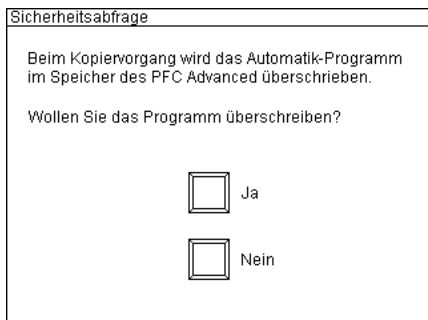 Sicherheitsabfrage
Beim Kopiervorgang wird das Automatik-Programm
im Speicher des PFC Advanced überschrieben.
Wollen Sie das Programm überschreiben?
Ja
Nein